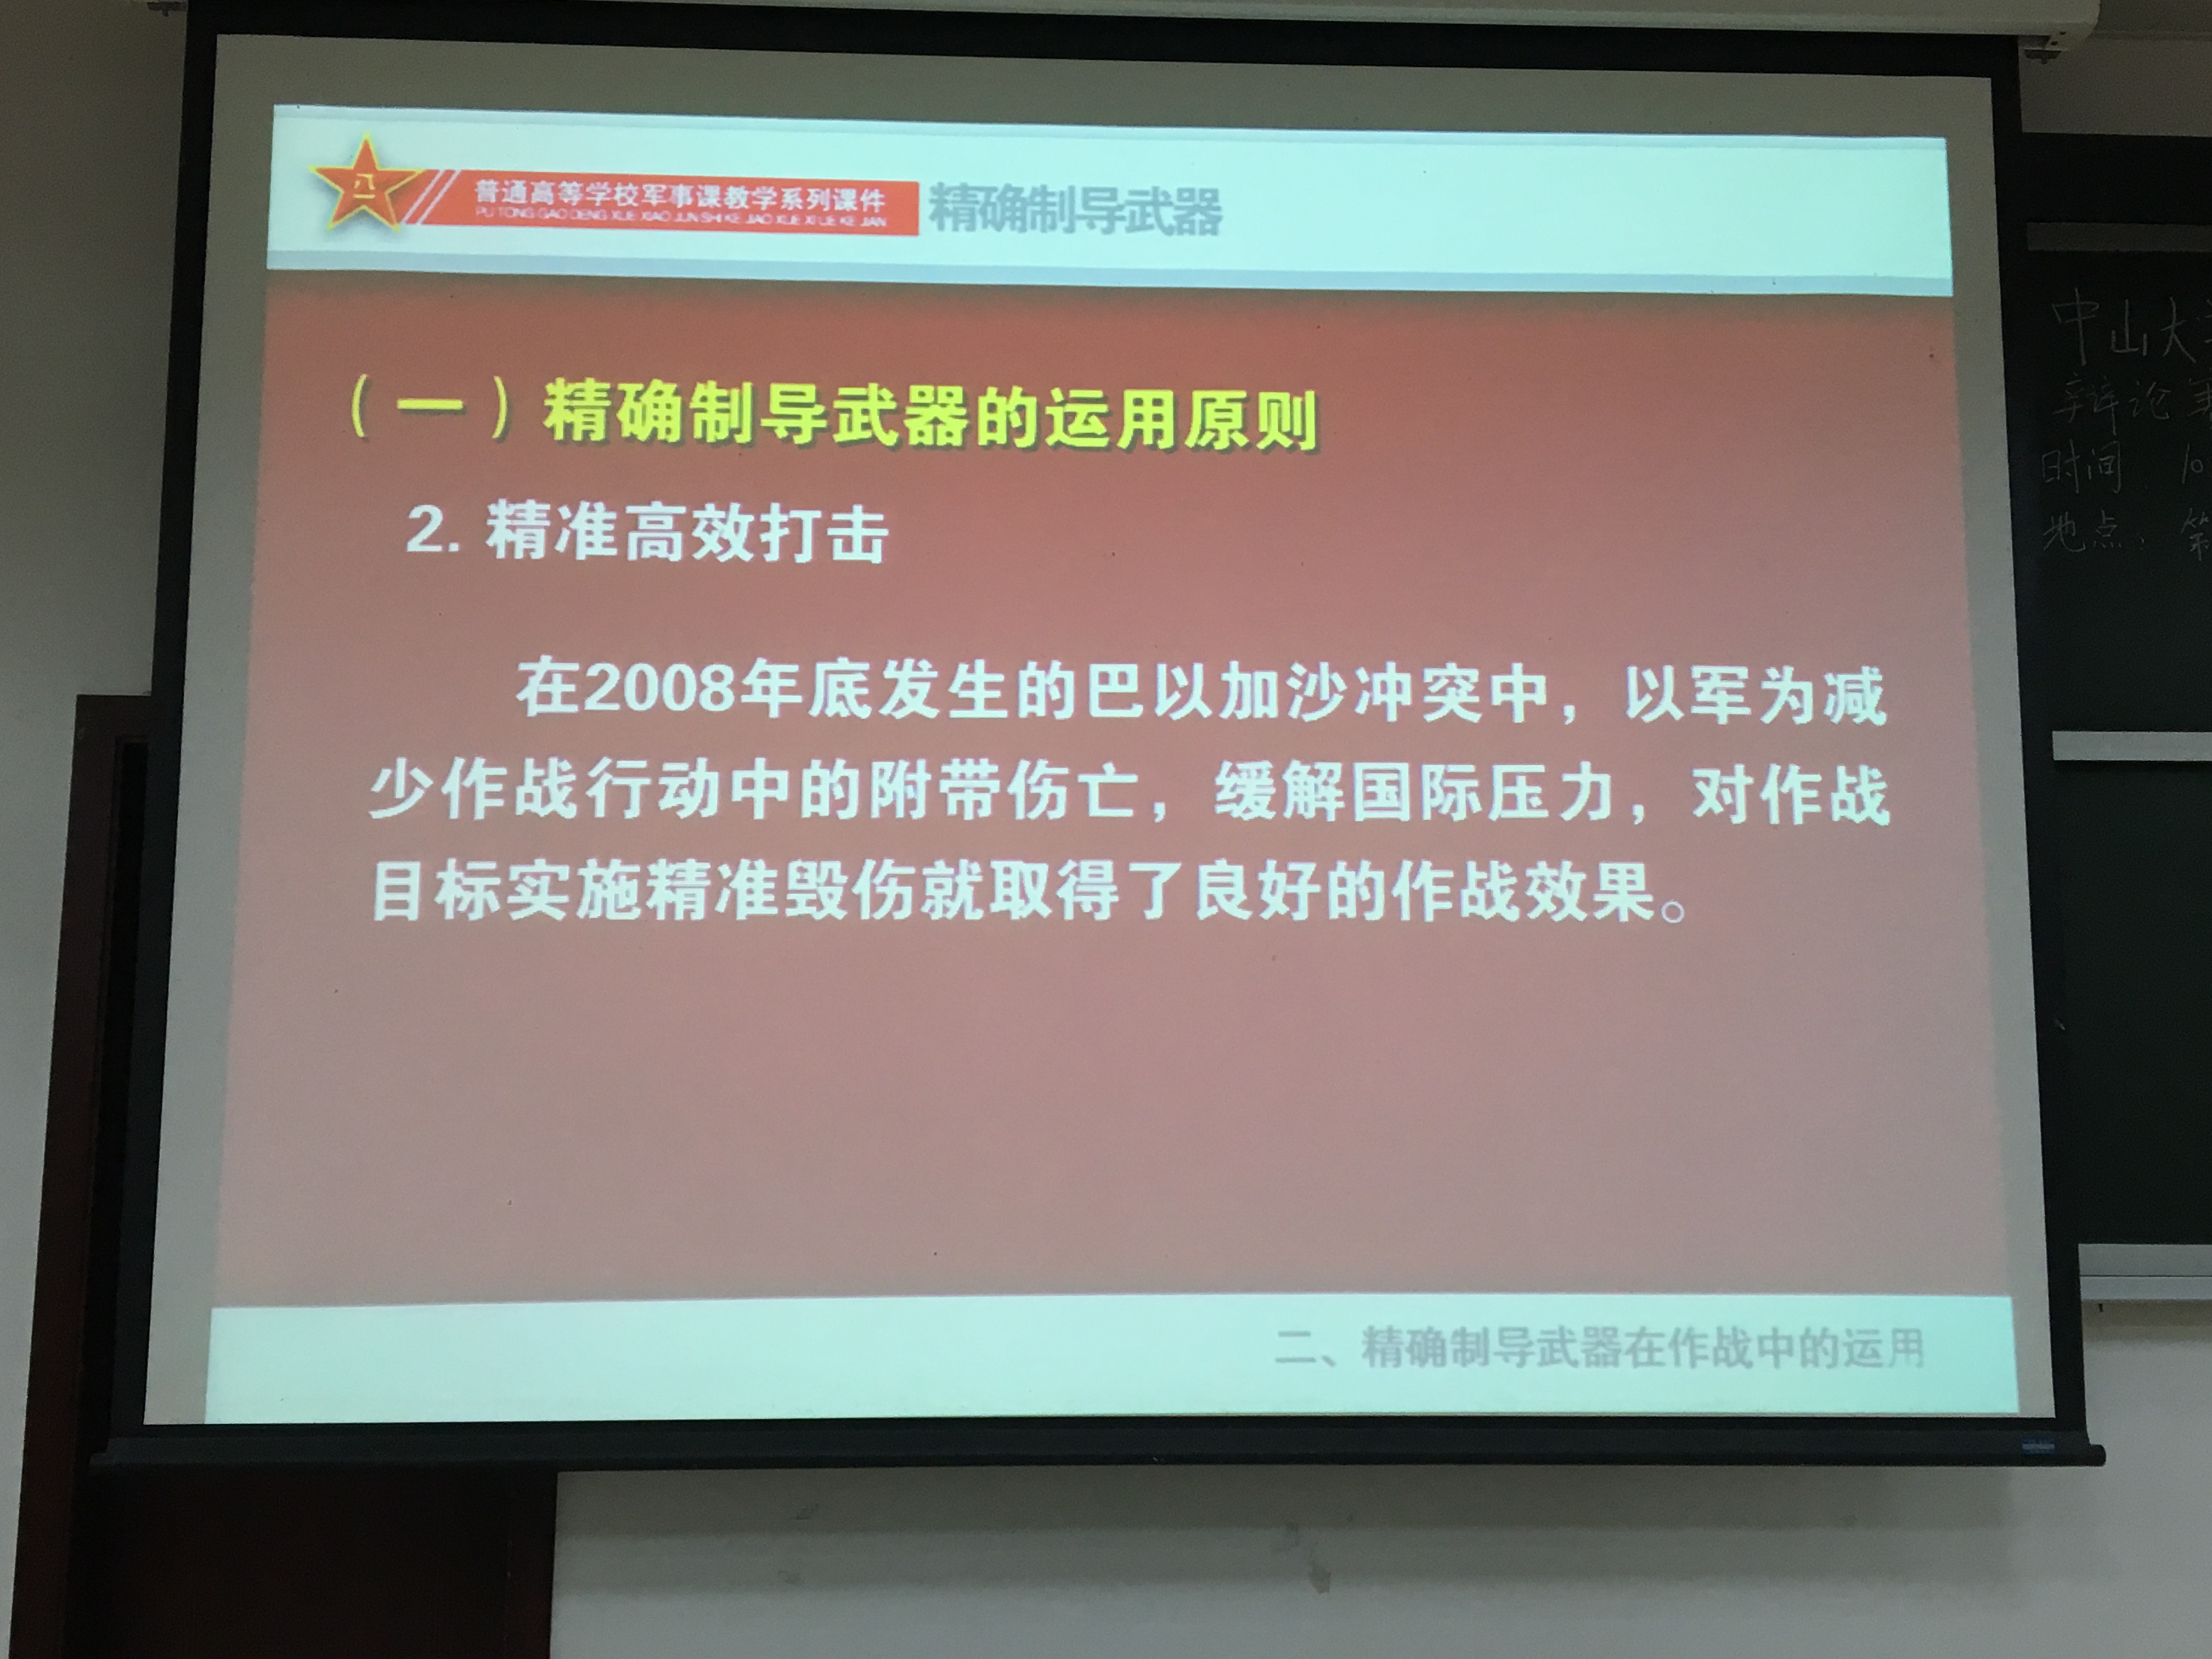 八一
普通高等学校军事课教学系列课件
PU TONG GAO DENG XUE XIAO JUN SHI KE JIAO XUE XI LIE KE JIAN
精确制导武器
（一）精确制导武器的运用原则
2. 精准高效打击
在2008年底发生的巴以加沙冲突中，以军为减
少作战行动中的附带伤亡，缓解国际压力，对作战
目标实施精准毁伤就取得了良好的作战效果。
二、精确制导武器在作战中的运用
中山大
辩论
时间：10
地点：第